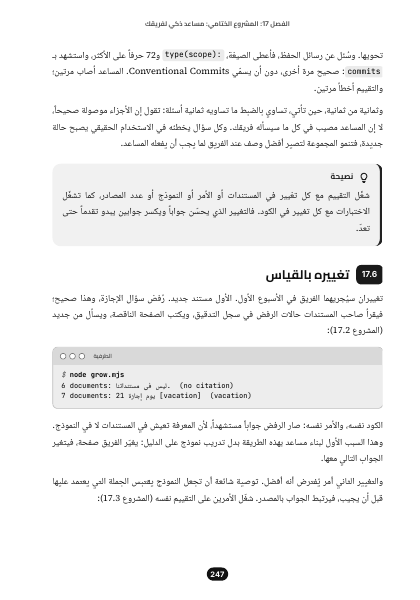 الفصل 17: المشروع الختامي: مساعد ذكي لفريقك
تحويها. وسُئل عن رسائل الحفظ، فأعطى الصيغة، type(scope): و72 حرفاً على الأكثر، واستشهد بـ
commits: صحيح مرة أخرى، دون أن يسمّي Conventional Commits. المساعد أصاب مرتين؛
والتقييم أخطأ مرتين.
وثمانية من ثمانية، حين تأتي، تساوي بالضبط ما تساويه ثمانية أسئلة: تقول إن الأجزاء موصولة صحيحاً،
لا إن المساعد مصيب في كل ما سيسأله فريقك. وكل سؤال يخطئه في الاستخدام الحقيقي يصبح حالة
جديدة، فتنمو المجموعة لتصير أفضل وصف عند الفريق لما يجب أن يفعله المساعد.
نصيحة
شغّل التقييم مع كل تغيير في المستندات أو الأمر أو النموذج أو عدد المصادر، كما تشغّل
الاختبارات مع كل تغيير في الكود. فالتغيير الذي يحسّن جواباً ويكسر جوابين يبدو تقدماً حتى
تعدّ.
17.6 تغييره بالقياس
تغييران سيُجريهما الفريق في الأسبوع الأول. الأول مستند جديد. رُفض سؤال الإجازة، وهذا صحيح؛
فيقرأ صاحب المستندات حالات الرفض في سجل التدقيق، ويكتب الصفحة الناقصة، ويسأل من جديد
(المشروع 17.2):
الطرفية
$ node grow.mjs
6 documents: ليس في مستنداتنا. (no citation)
7 documents: 21 يوم إجازة [vacation] (vacation)
الكود نفسه، والأمر نفسه: صار الرفض جواباً مستشهداً، لأن المعرفة تعيش في المستندات لا في النموذج.
وهذا السبب الأول لبناء مساعد بهذه الطريقة بدل تدريب نموذج على الدليل: يغيّر الفريق صفحة، فيتغير
الجواب التالي معها.
والتغيير الثاني أمر يُفترض أنه أفضل. توصية شائعة أن تجعل النموذج يقتبس الجملة التي يعتمد عليها
قبل أن يجيب، فيرتبط الجواب بالمصدر. شغّل الأمرين على التقييم نفسه (المشروع 17.3):
247